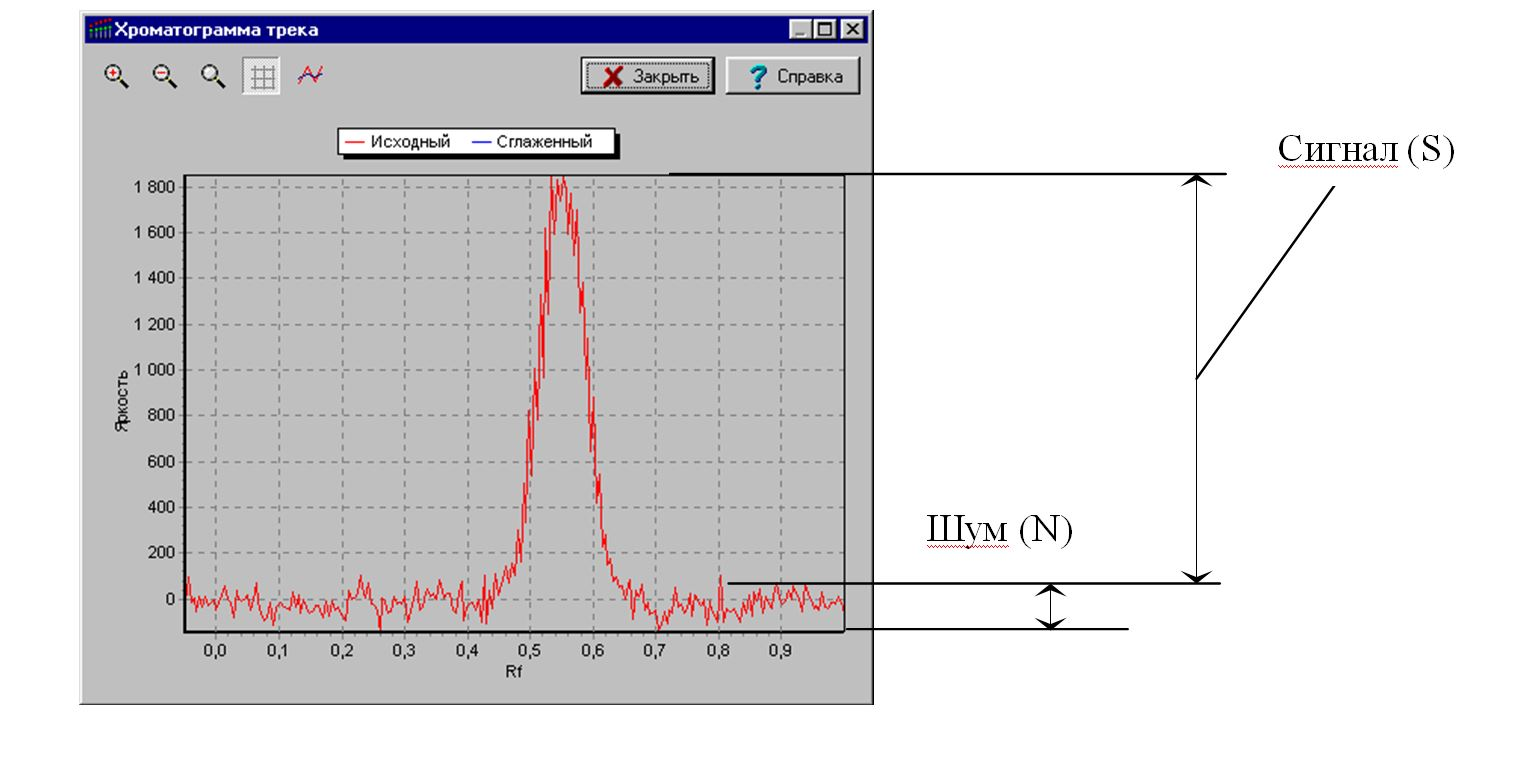 Хроматограмма трека
Закрыть
Справка
Исходный
Сглаженный
Сигнал (S)
1 800
1 600
1 400
1 200
1 000
800
600
400
200
0
Яркость
Шум (N)
0,0 0,1 0,2 0,3 0,4 0,5 0,6 0,7 0,8 0,9
Rf